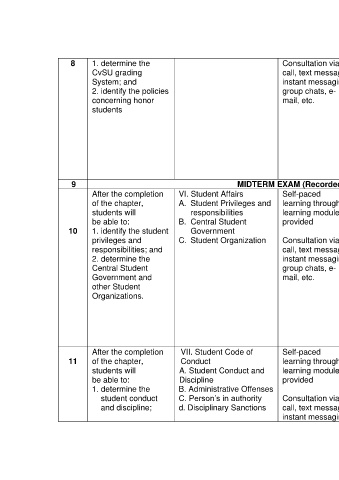 8
1. determine the
CvSU grading
System; and
2. identify the policies
concerning honor
students
Consultation via
call, text messag
instant messagin
group chats, e-
mail, etc.
9
MIDTERM EXAM (Recorded
10
After the completion
of the chapter,
students will
be able to:
1. identify the student
privileges and
responsibilities; and
2. determine the
Central Student
Government and
other Student
Organizations.
VI. Student Affairs
A. Student Privileges and
responsibilities
B. Central Student
Government
C. Student Organization
Self-paced
learning through
learning module
provided
Consultation via
call, text messag
instant messagin
group chats, e-
mail, etc.
11
After the completion
of the chapter,
students will
be able to:
1. determine the
student conduct
and discipline;
VII. Student Code of
Conduct
A. Student Conduct and
Discipline
B. Administrative Offenses
C. Person's in authority
d. Disciplinary Sanctions
Self-paced
learning through
learning module
provided
Consultation via
call, text messag
instant messagi